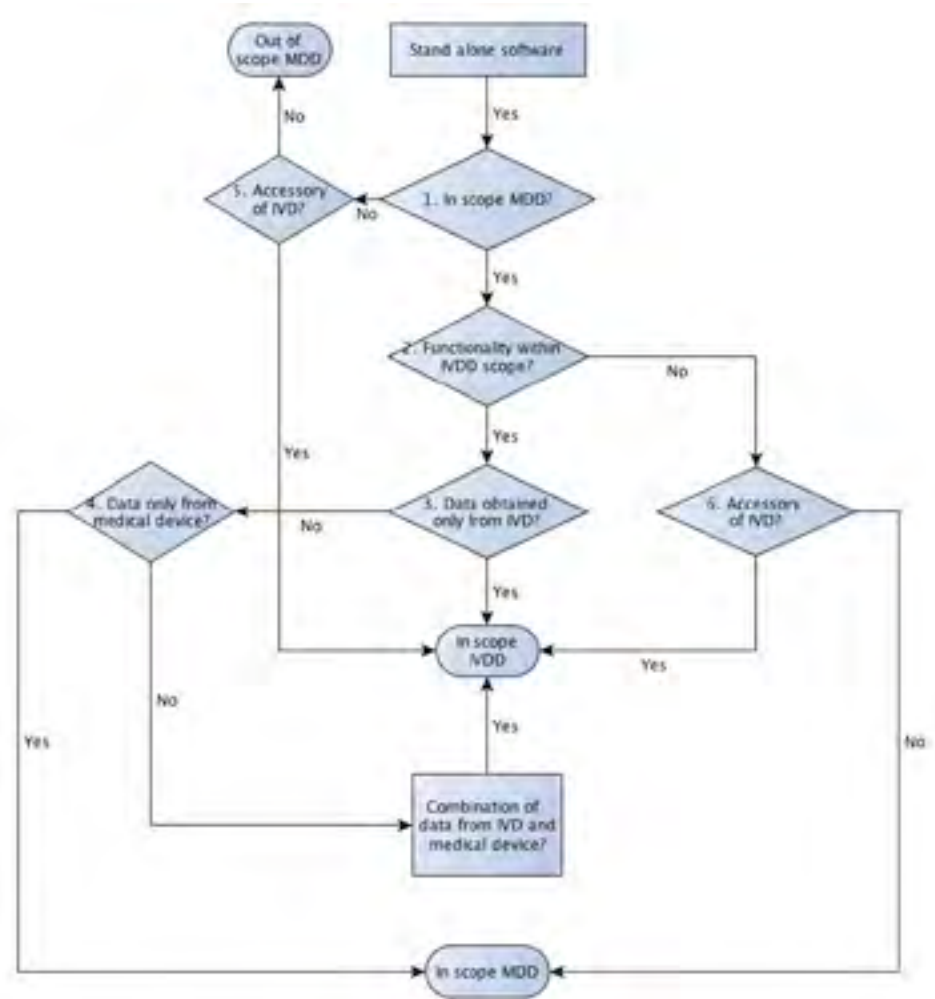 Out of
scope MDD
Stand alone software
No
Yes
5. Accessory
of IVD?
No
1. In scope MDD?
Yes
2. Functionality within
IVDD scope?
No
Yes
Yes
4. Data only from
medical device?
No
3. Data obtained
only from IVD?
6. Accessory
of IVD?
Yes
In scope
IVDD
Yes
No
Yes
Yes
No
Combination of
data from IVD and
medical device?
In scope MDD